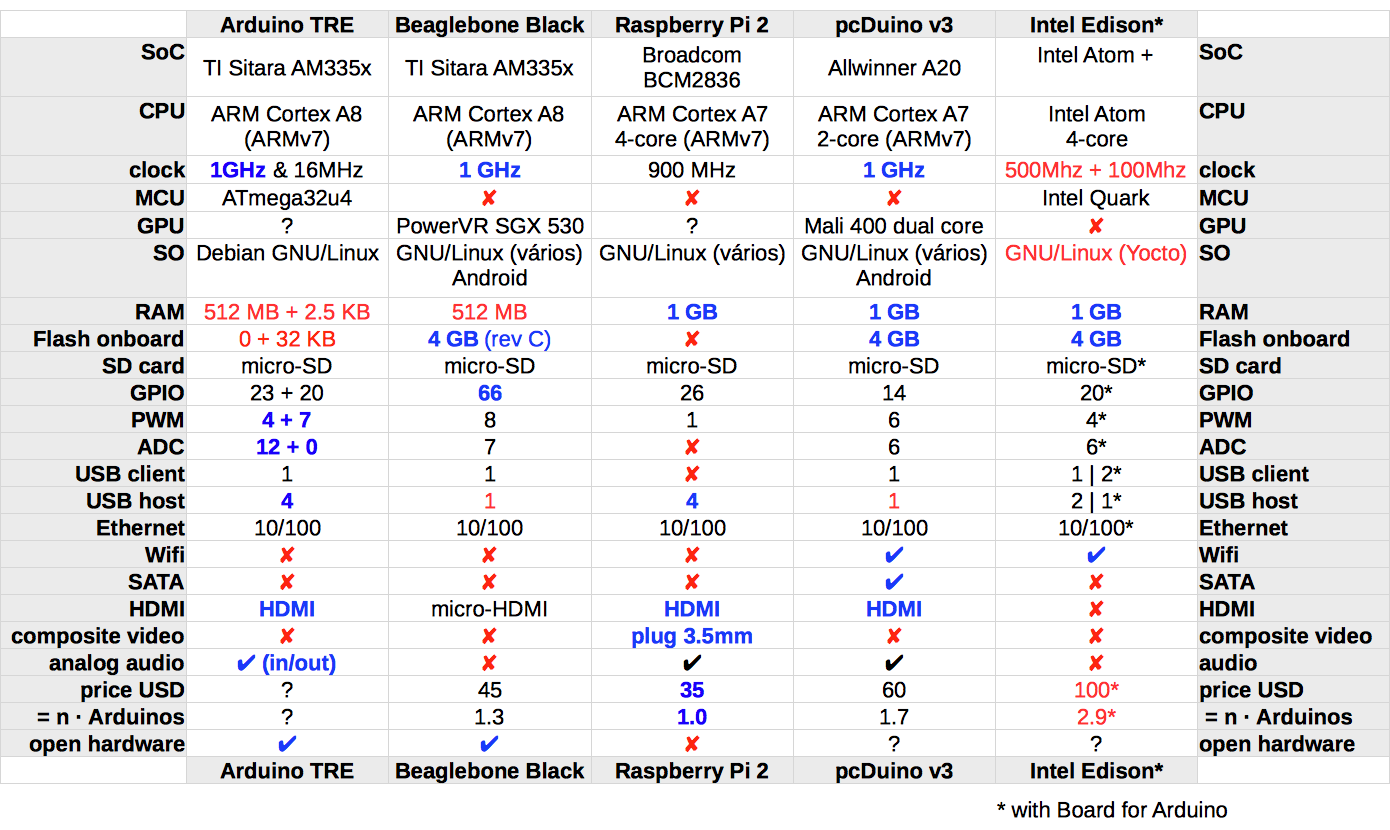 Arduino TRE Beaglebone Black Raspberry Pi 2 pcDuino v3 Intel Edison*
SoC TI Sitara AM335x TI Sitara AM335x Broadcom BCM2836 Allwinner A20 Intel Atom + SoC
CPU ARM Cortex A8 (ARMv7) ARM Cortex A8 (ARMv7) ARM Cortex A7 4-core (ARMv7) ARM Cortex A7 2-core (ARMv7) Intel Atom 4-core CPU
clock 1GHz & 16MHz 1 GHz 900 MHz 1 GHz 500Mhz + 100Mhz clock
MCU ATmega32u4 ✘ ✘ ✘ Intel Quark MCU
GPU ? PowerVR SGX 530 ? Mali 400 dual core ✘ GPU
SO Debian GNU/Linux GNU/Linux (vários) Android GNU/Linux (vários) GNU/Linux (vários) Android GNU/Linux (Yocto) SO
RAM 512 MB + 2.5 KB 512 MB 1 GB 1 GB 1 GB RAM
Flash onboard 0 + 32 KB 4 GB (rev C) ✘ 4 GB 4 GB Flash onboard
SD card micro-SD micro-SD micro-SD micro-SD micro-SD* SD card
GPIO 23 + 20 66 26 14 20* GPIO
PWM 4 + 7 8 1 6 4* PWM
ADC 12 + 0 7 ✘ 6 6* ADC
USB client 1 1 ✘ 1 1 | 2* USB client
USB host 4 1 4 1 2 | 1* USB host
Ethernet 10/100 10/100 10/100 10/100 10/100* Ethernet
Wifi ✘ ✘ ✘ ✔ ✔ Wifi
SATA ✘ ✘ ✘ ✔ ✘ SATA
HDMI HDMI micro-HDMI HDMI HDMI ✘ HDMI
composite video ✘ ✘ plug 3.5mm ✘ ✘ composite video
analog audio ✔ (in/out) ✘ ✔ ✔ ✘ audio
price USD ? 45 35 60 100* price USD
= n · Arduinos ? 1.3 1.0 1.7 2.9* = n · Arduinos
open hardware ✔ ✔ ✘ ? ? open hardware
Arduino TRE Beaglebone Black Raspberry Pi 2 pcDuino v3 Intel Edison*
* with Board for Arduino